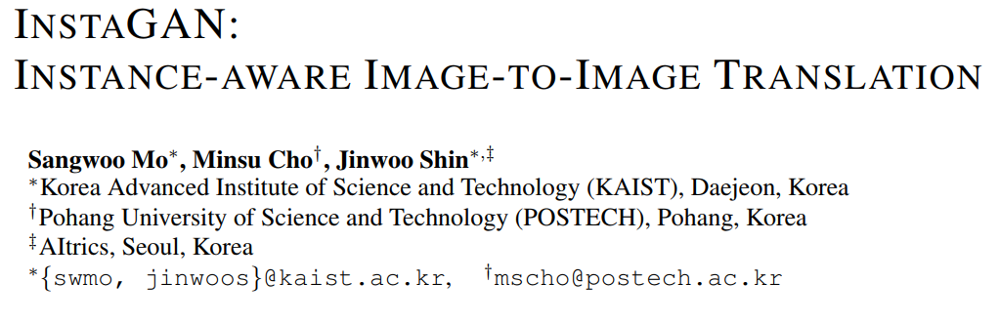 INSTAGAN:
INSTANCE-AWARE IMAGE-TO-IMAGE TRANSLATION
Sangwoo Mo*, Minsu Cho†, Jinwoo Shin*,‡
*Korea Advanced Institute of Science and Technology (KAIST), Daejeon, Korea
†Pohang University of Science and Technology (POSTECH), Pohang, Korea
‡AItrics, Seoul, Korea
*{swmo, jinwoos}@kaist.ac.kr, †mscho@postech.ac.kr